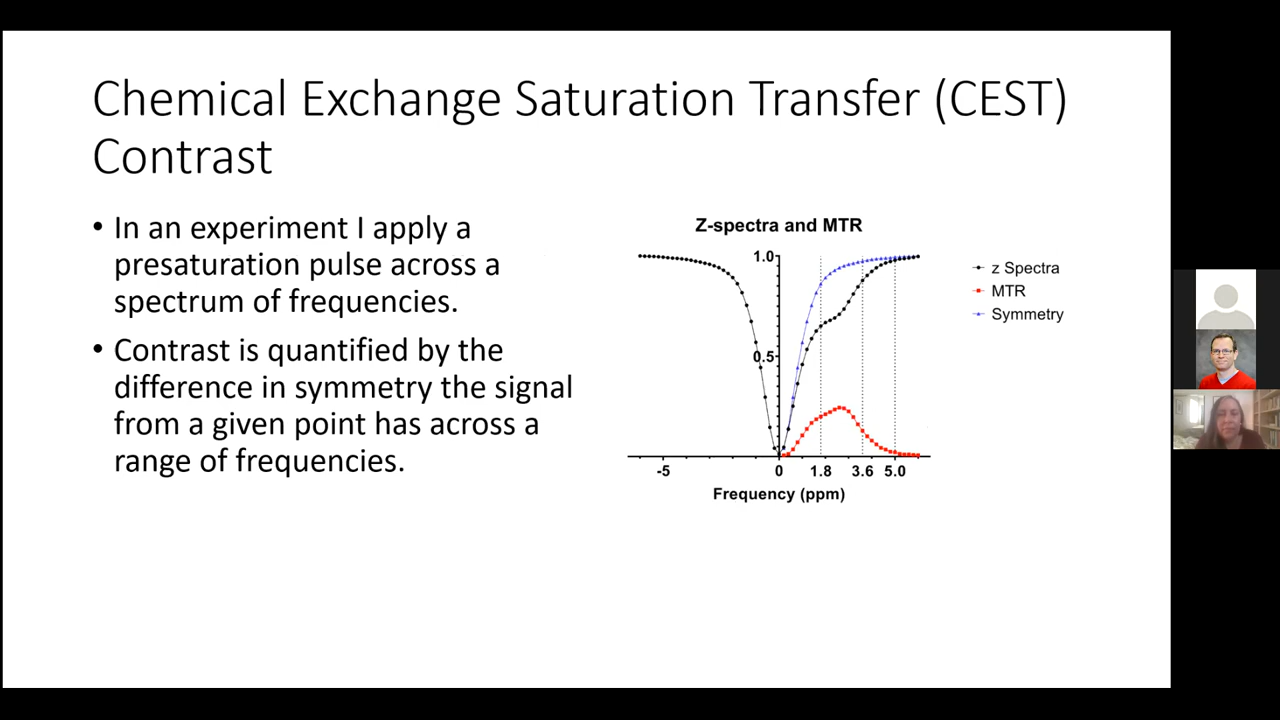 Chemical Exchange Saturation Transfer (CEST)
Contrast
• In an experiment I apply a
presaturation pulse across a
spectrum of frequencies.
• Contrast is quantified by the
difference in symmetry the signal
from a given point has across a
range of frequencies.
Z-spectra and MTR
1.0
0.5
-5 0 1.8 3.6 5.0
Frequency (ppm)
z Spectra
MTR
Symmetry